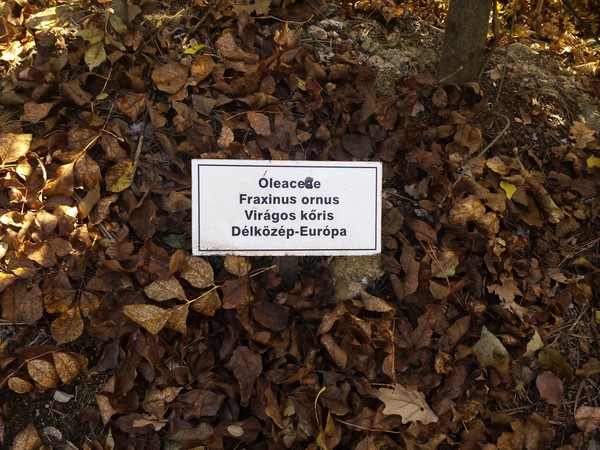 Oleaceae
Fraxinus ornus
Virágos kőris
Délközép-Európa